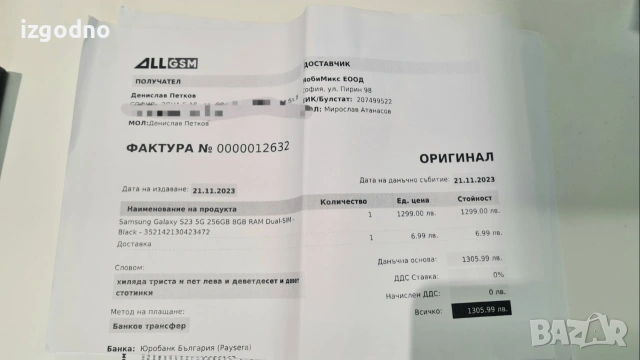 izgodno
ALLGSM
ДОСТАВЧИК
ПОЛУЧАТЕЛ
МобиМикс ЕООД
Денислав Петков
София, ул. Пирин 98
ЕИК/Булстат: 207499522
МОЛ: Мирослав Атанасов
МОЛ:Денислав Петков
ФАКТУРА № 0000012632
ОРИГИНАЛ
Дата на издаване: 21.11.2023
Дата на данъчно събитие: 21.11.2023
Наименование на продукта Количество Ед. цена Стойност
Samsung Galaxy S23 5G 256GB 8GB RAM Dual-SIM- 1 1299.00 лв. 1299.00 лв.
Black - 352142130423472
Доставка 1 6.99 лв. 6.99 лв.
Данъчна основа: 1305.99 лв.
Словом: ДДС Ставка: 0%
хиляда триста и пет лева и деветдесет и девет
стотинки
Начислен ДДС: 0 лв.
Метод на плащане: Всичко: 1305.99 лв.
Банков трансфер
Банка: Юробанк България (Paysera)
BAZAR